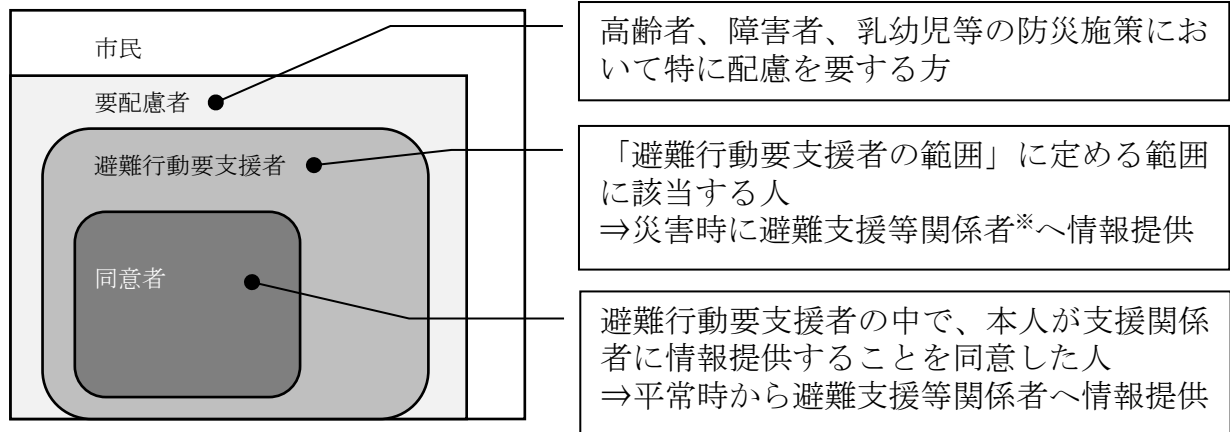 市民
要配慮者
避難行動要支援者
同意者
高齢者、障害者、乳幼児等の防災施策にお
いて特に配慮を要する方
「避難行動要支援者の範囲」に定める範囲
に該当する人
⇒災害時に避難支援等関係者※へ情報提供
避難行動要支援者の中で、本人が支援関係
者に情報提供することを同意した人
⇒平常時から避難支援等関係者へ情報提供